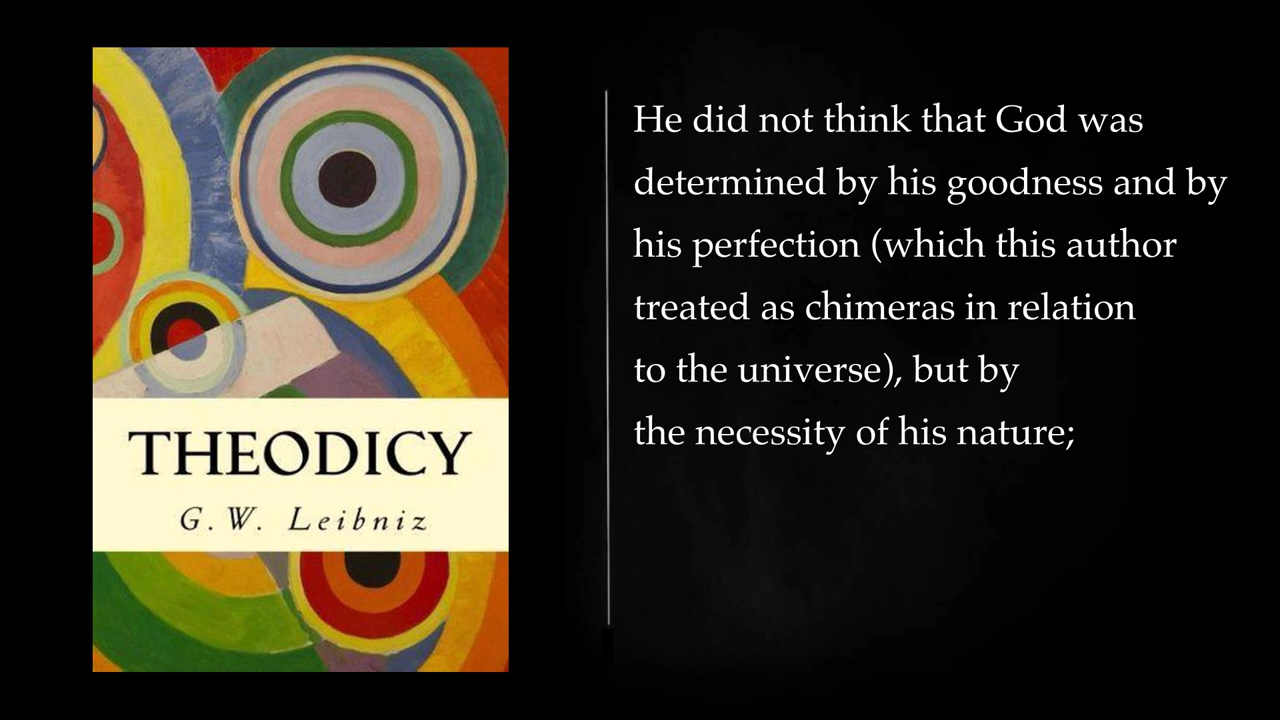 THEODICY
G. W. Leibniz
He did not think that God was
determined by his goodness and by
his perfection (which this author
treated as chimeras in relation
to the universe), but by
the necessity of his nature;